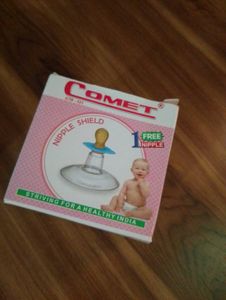 COMET®
NIPPLE SHIELD
1 FREE
NIPPLE
STRIVING FOR A HEALTHY INDIA